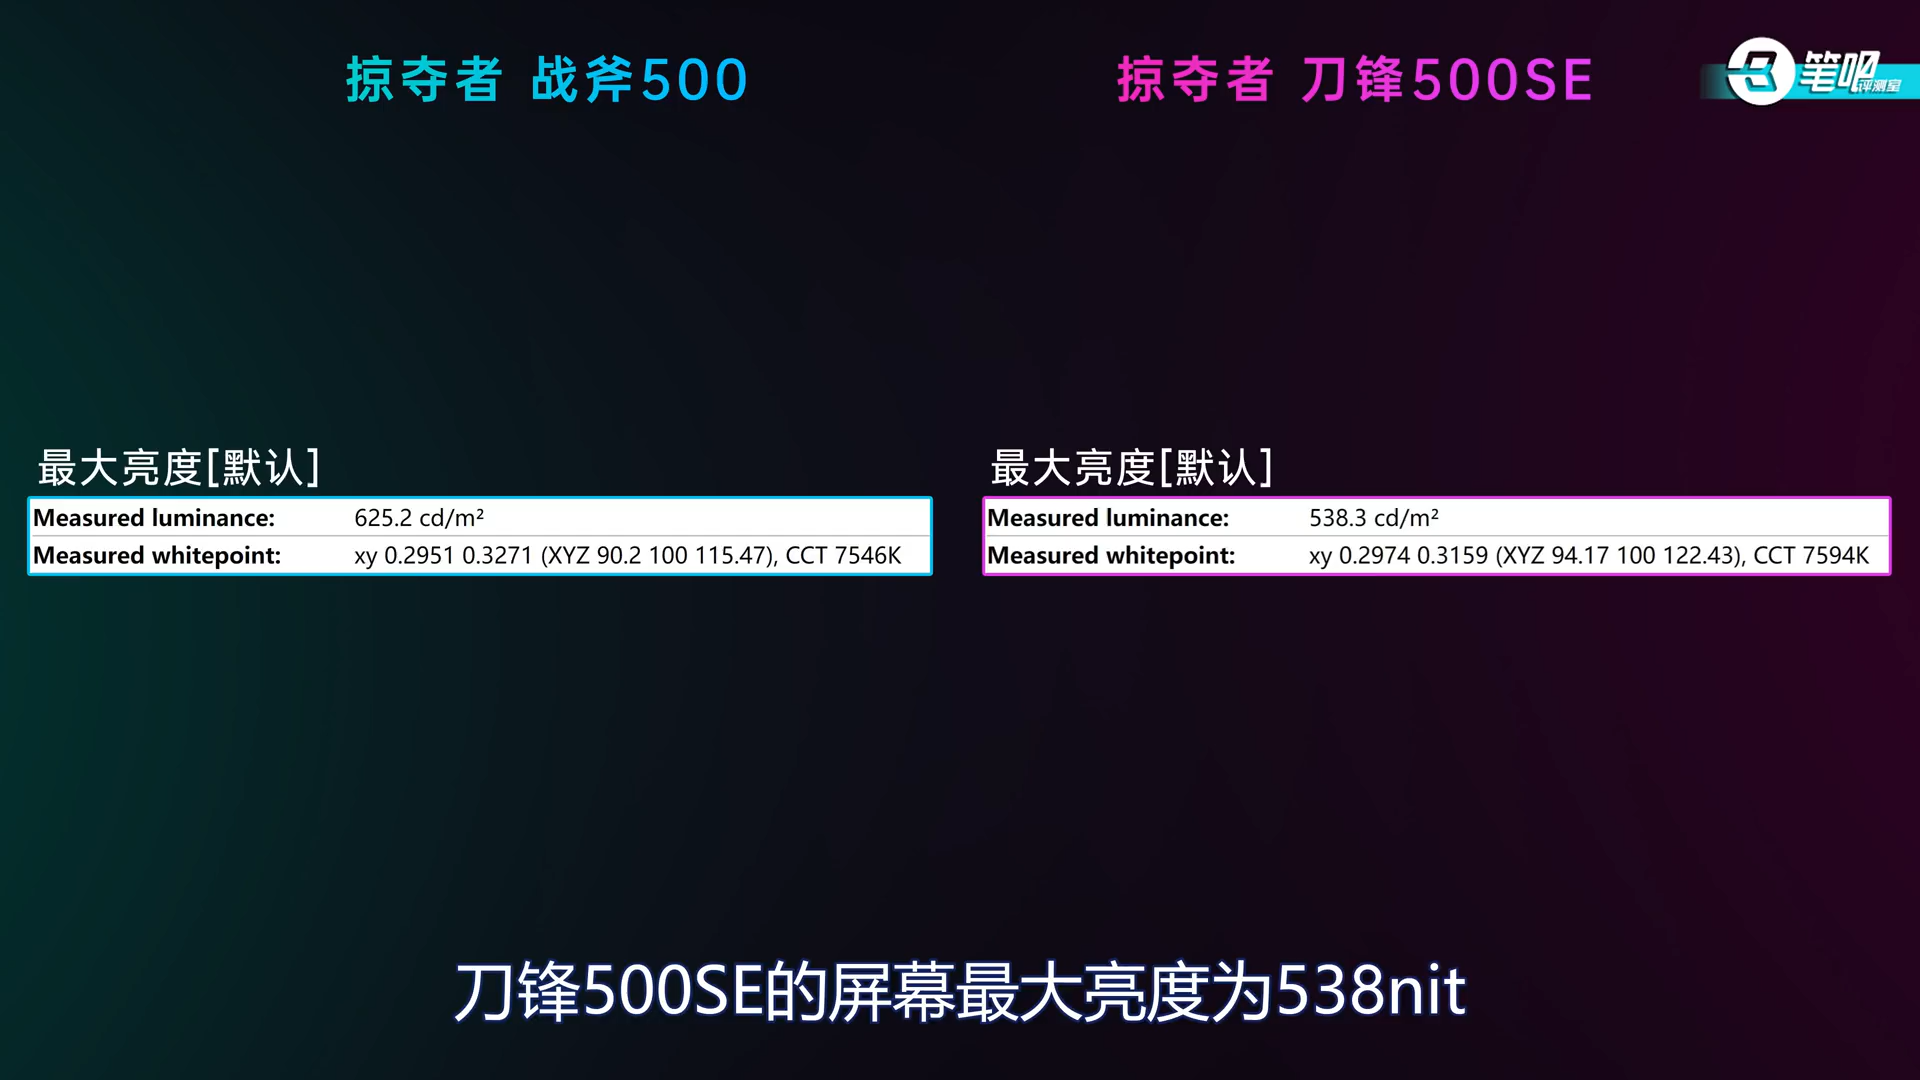 掠夺者 战斧500
掠夺者 刀锋500SE
笔吧
评测室
最大亮度[默认]
Measured luminance: 625.2 cd/m²
Measured whitepoint: xy 0.2951 0.3271 (XYZ 90.2 100 115.47), CCT 7546K
最大亮度[默认]
Measured luminance: 538.3 cd/m²
Measured whitepoint: xy 0.2974 0.3159 (XYZ 94.17 100 122.43), CCT 7594K
刀锋500SE的屏幕最大亮度为538nit